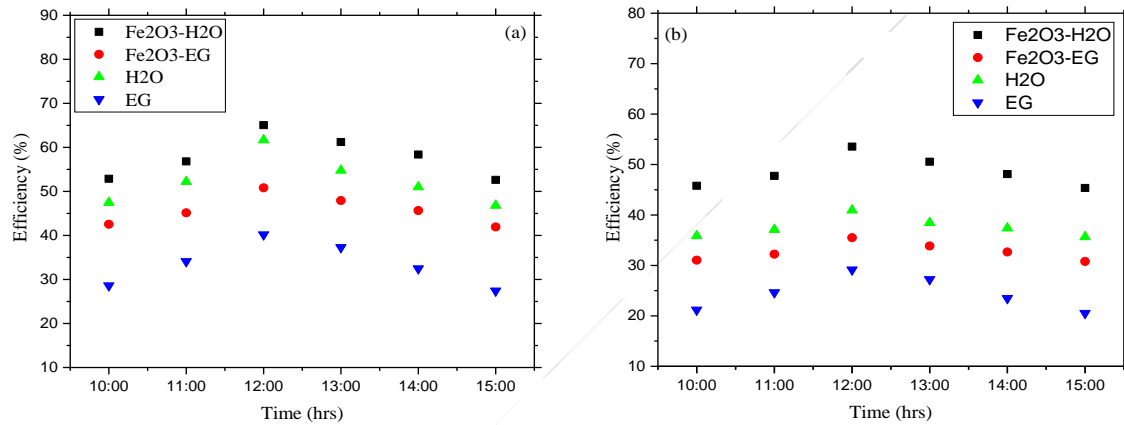 90
80
70
60
50
40
30
20
10
Efficiency (%)
Fe2O3-H2O
Fe2O3-EG
H2O
EG
(a)
10:00 11:00 12:00 13:00 14:00 15:00
Time (hrs)
80
70
60
50
40
30
20
10
Efficiency (%)
(b)
Fe2O3-H2O
Fe2O3-EG
H2O
EG
10:00 11:00 12:00 13:00 14:00 15:00
Time (hrs)